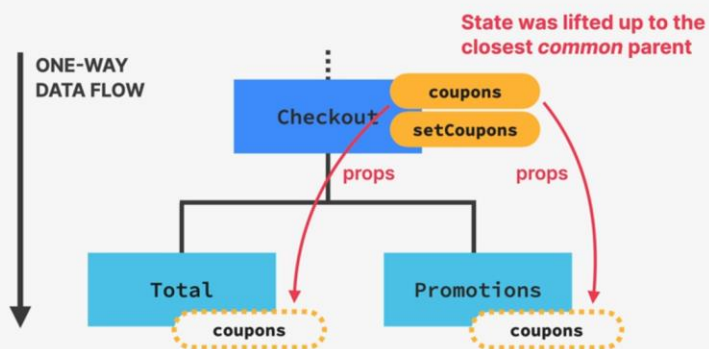 State was lifted up to the
closest common parent
ONE-WAY
DATA FLOW
Checkout
coupons
setCoupons
props
props
Total
coupons
Promotions
coupons